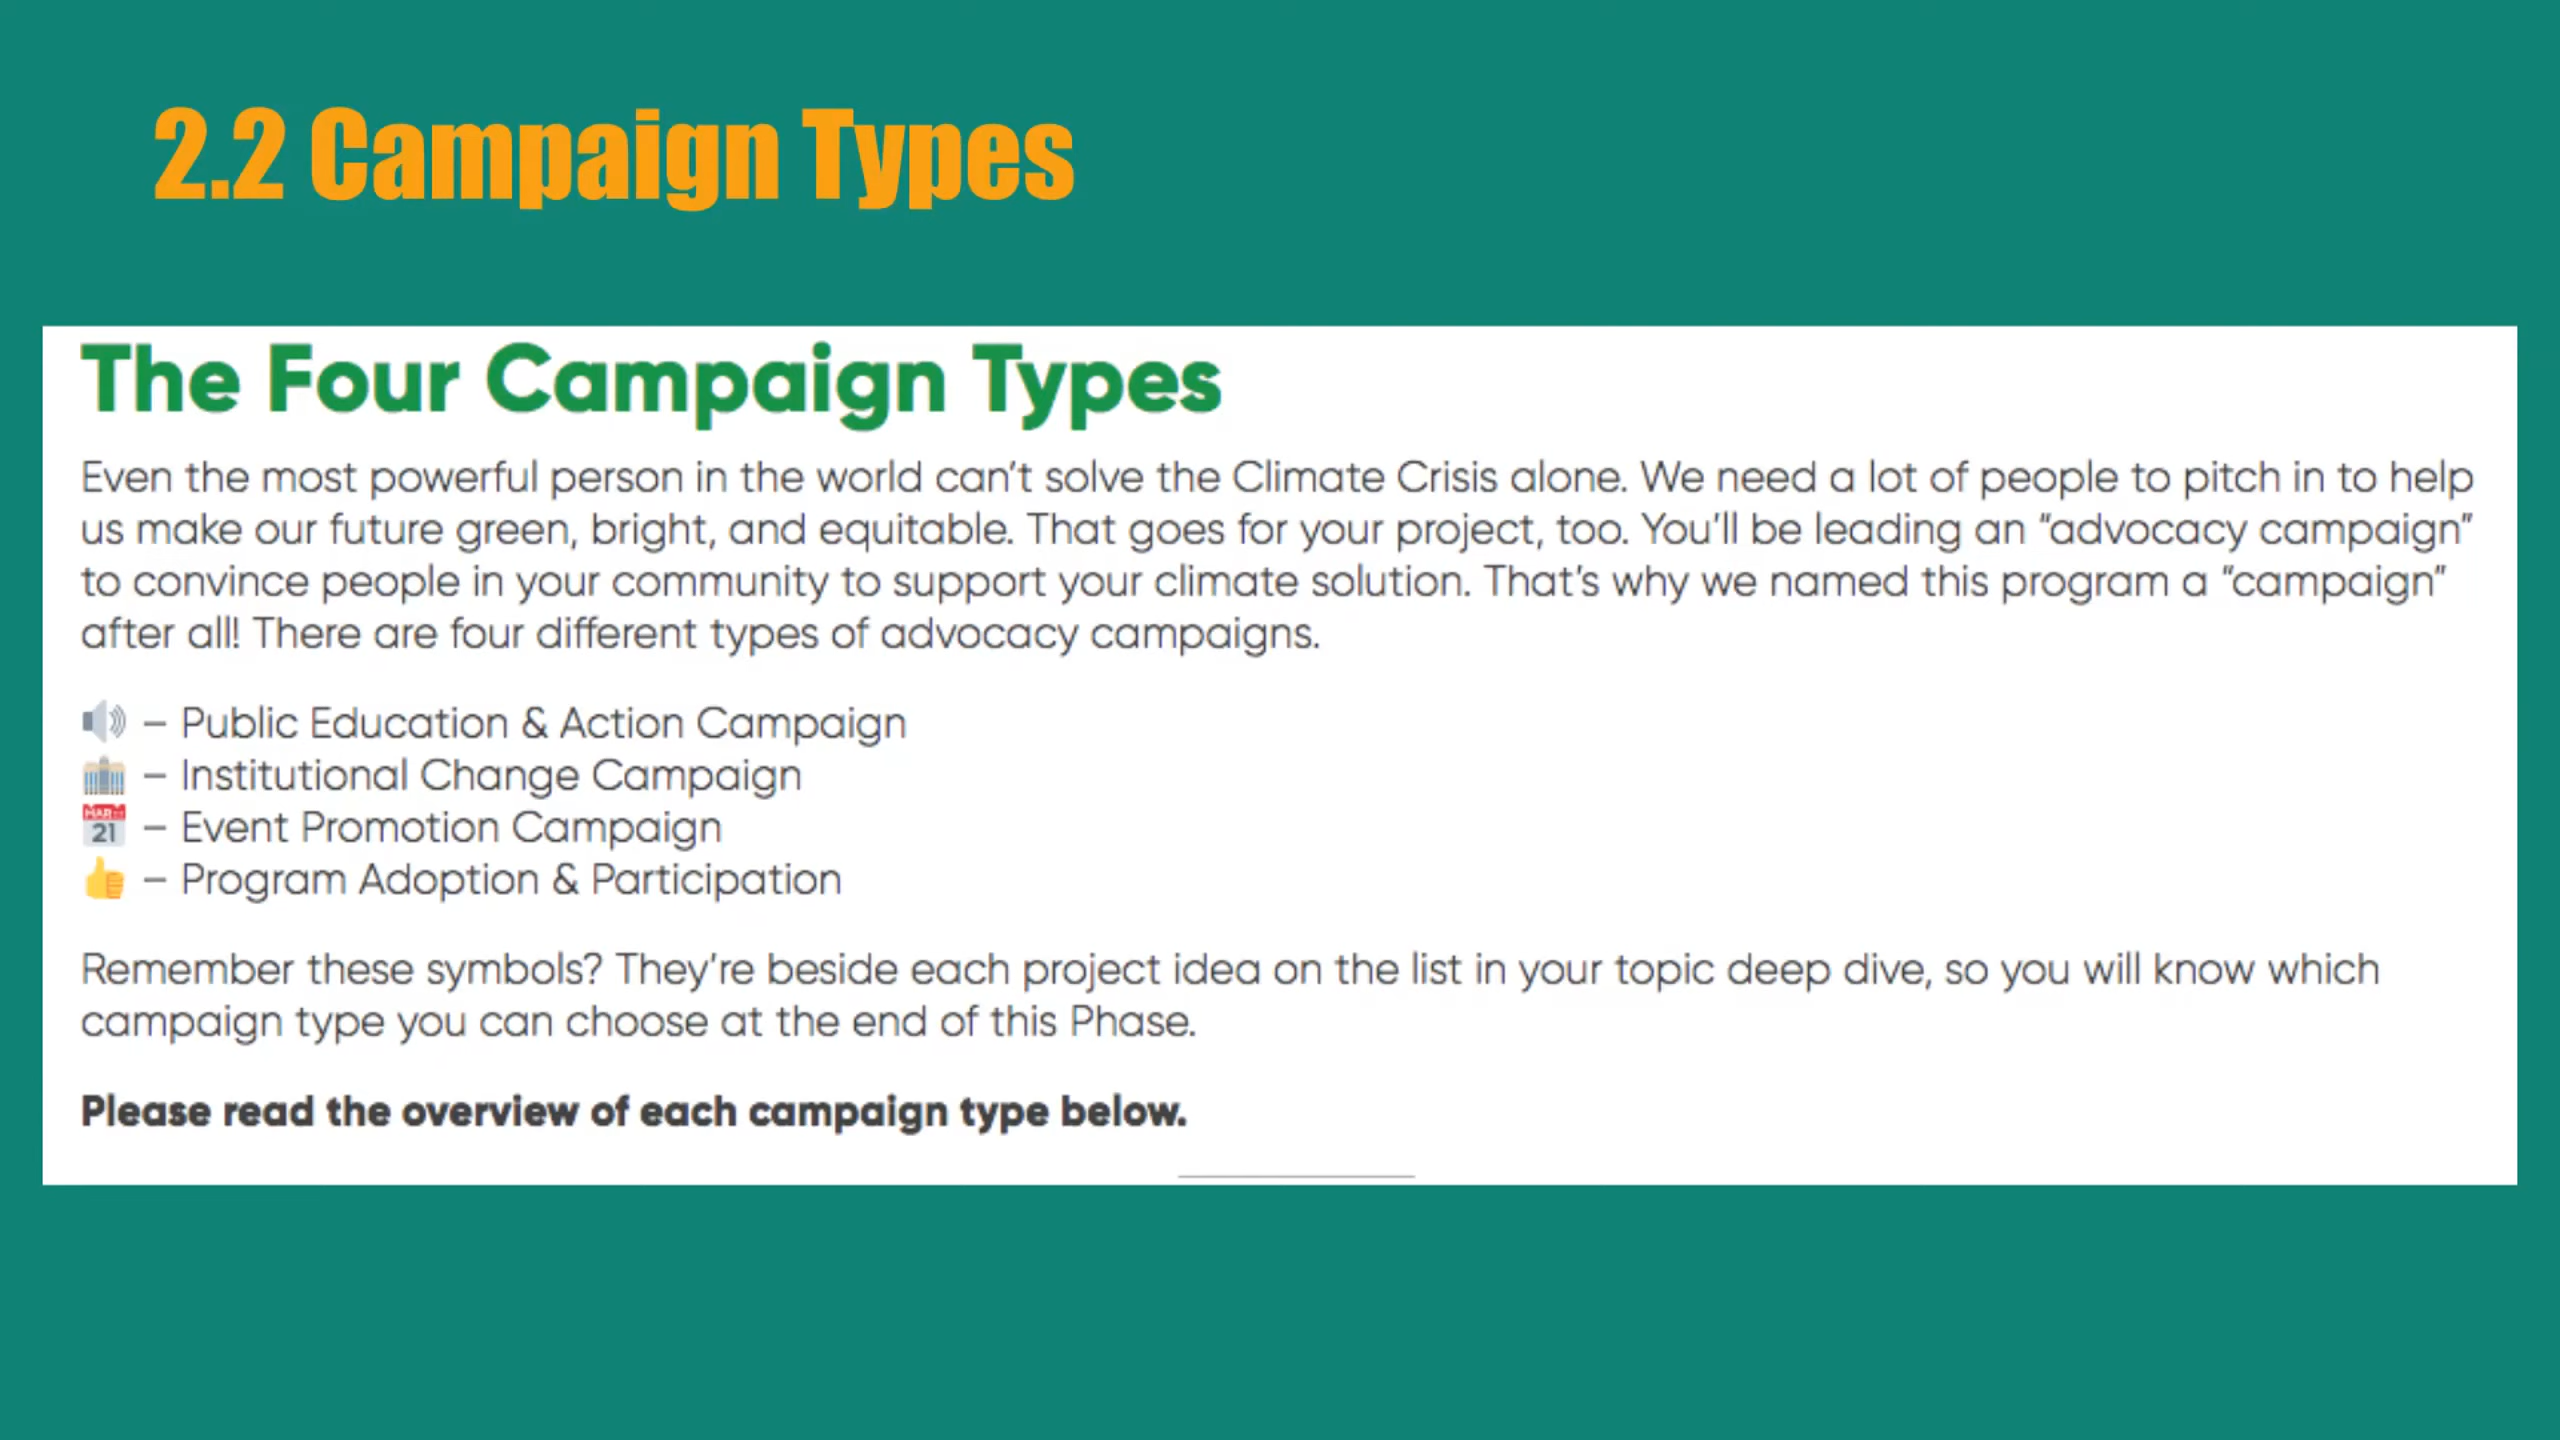 2.2 Campaign Types
The Four Campaign Types
Even the most powerful person in the world can't solve the Climate Crisis alone. We need a lot of people to pitch in to help
us make our future green, bright, and equitable. That goes for your project, too. You'll be leading an "advocacy campaign"
to convince people in your community to support your climate solution. That's why we named this program a "campaign"
after all! There are four different types of advocacy campaigns.
– Public Education & Action Campaign
– Institutional Change Campaign
MAR 21 – Event Promotion Campaign
– Program Adoption & Participation
Remember these symbols? They're beside each project idea on the list in your topic deep dive, so you will know which
campaign type you can choose at the end of this Phase.
Please read the overview of each campaign type below.